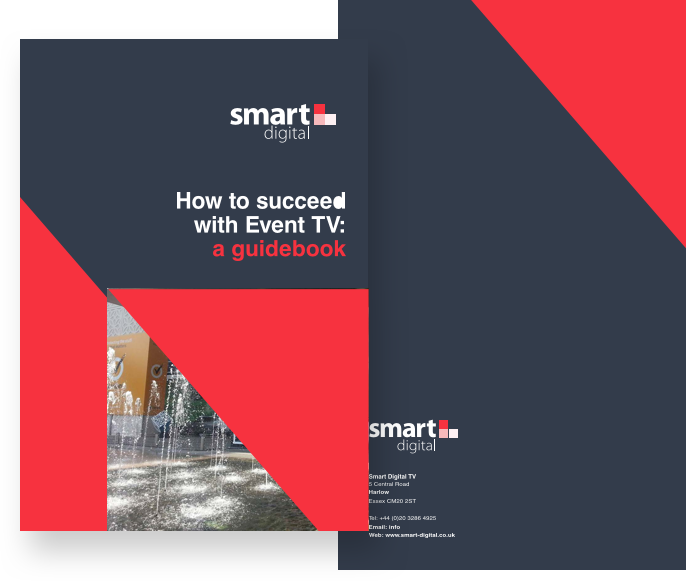 smart
digital
How to succeed
with Event TV:
a guidebook
smart
digital
Smart Digital TV
5 Central Road
Harlow
Essex CM20 2ST
Tel: +44 (0)20 3286 4925
Email: Info
Web: www.smart-digital.co.uk